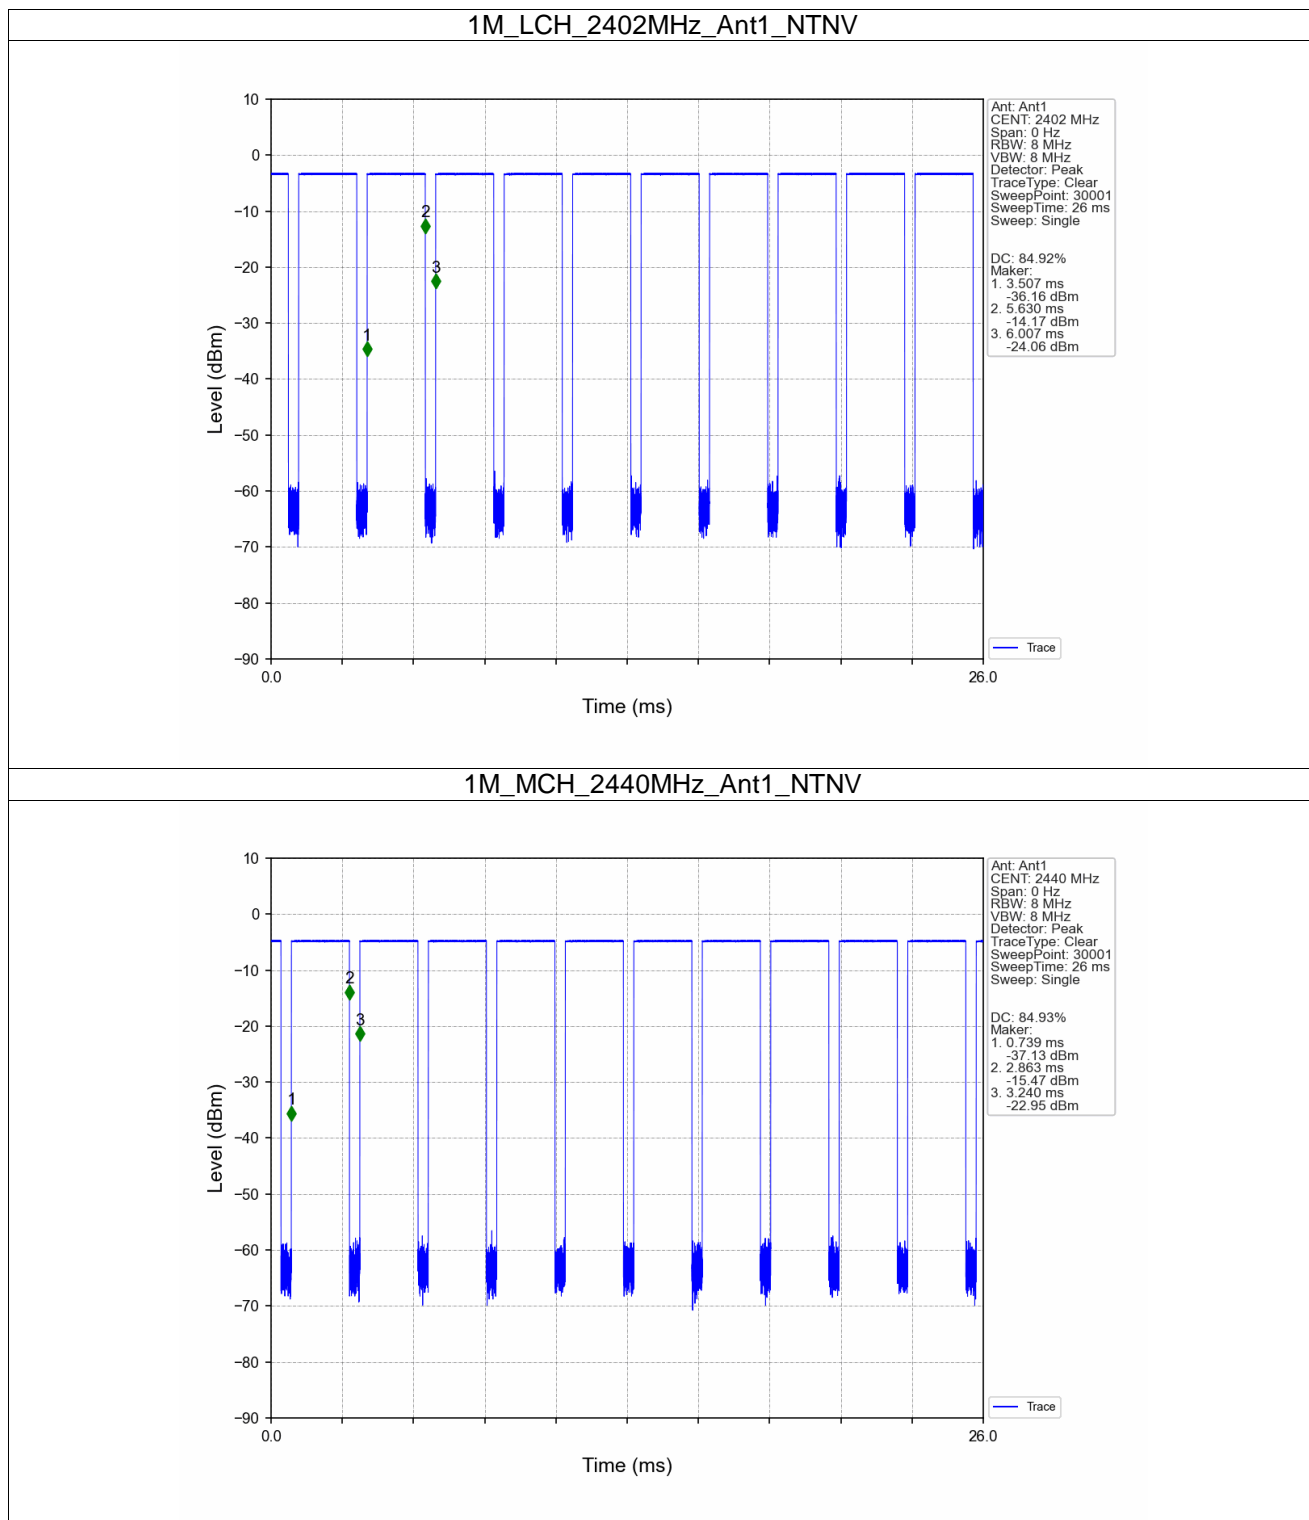 1M_LCH_2402MHz_Ant1_NTNV
10
0
−10
−20
−30
−40
−50
−60
−70
−80
−90
Level (dBm)
0.0
26.0
Time (ms)
1
2
3
Ant: Ant1
CENT: 2402 MHz
Span: 0 Hz
RBW: 8 MHz
VBW: 8 MHz
Detector: Peak
TraceType: Clear
SweepPoint: 30001
SweepTime: 26 ms
Sweep: Single
DC: 84.92%
Maker:
1. 3.507 ms
-36.16 dBm
2. 5.630 ms
-14.17 dBm
3. 6.007 ms
-24.06 dBm
Trace
1M_MCH_2440MHz_Ant1_NTNV
10
0
−10
−20
−30
−40
−50
−60
−70
−80
−90
Level (dBm)
0.0
26.0
Time (ms)
1
2
3
Ant: Ant1
CENT: 2440 MHz
Span: 0 Hz
RBW: 8 MHz
VBW: 8 MHz
Detector: Peak
TraceType: Clear
SweepPoint: 30001
SweepTime: 26 ms
Sweep: Single
DC: 84.93%
Maker:
1. 0.739 ms
-37.13 dBm
2. 2.863 ms
-15.47 dBm
3. 3.240 ms
-22.95 dBm
Trace